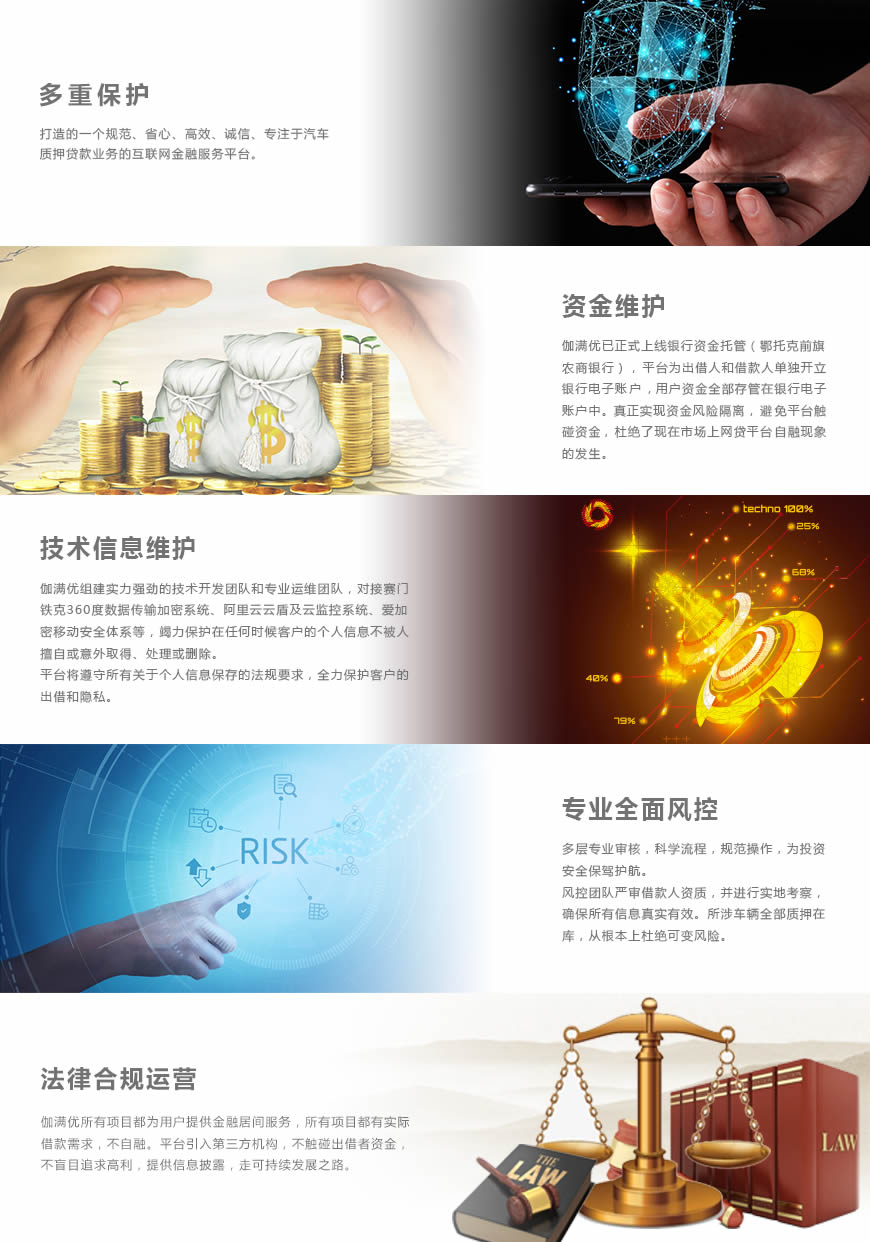 多重保护
打造的一个规范、省心、高效、诚信、专注于汽车
质押贷款业务的互联网金融服务平台。
资金维护
伽满优已正式上线银行资金托管（鄂托克前旗
农商银行），平台为出借人和借款人单独开立
银行电子账户，用户资金全部存管在银行电子
账户中。真正实现资金风险隔离，避免平台触
碰资金，杜绝了现在市场上网贷平台自融现象
的发生。
techno 100%
25%
68%
40%
79%
技术信息维护
伽满优组建实力强劲的技术开发团队和专业运维团队，对接赛门
铁克360度数据传输加密系统、阿里云云盾及云监控系统、爱加
密移动安全体系等，竭力保护在任何时候客户的个人信息不被人
擅自或意外取得、处理或删除。
平台将遵守所有关于个人信息保存的法规要求，全力保护客户的
出借和隐私。
RISK
15
专业全面风控
多层专业审核，科学流程，规范操作，为投资
安全保驾护航。
风控团队严审借款人资质，并进行实地考察，
确保所有信息真实有效。所涉车辆全部质押在
库，从根本上杜绝可变风险。
法律合规运营
伽满优所有项目都为用户提供金融居间服务，所有项目都有实际
借款需求，不自融。平台引入第三方机构，不触碰出借者资金，
不盲目追求高利，提供信息披露，走可持续发展之路。
THE
LAW
LAW